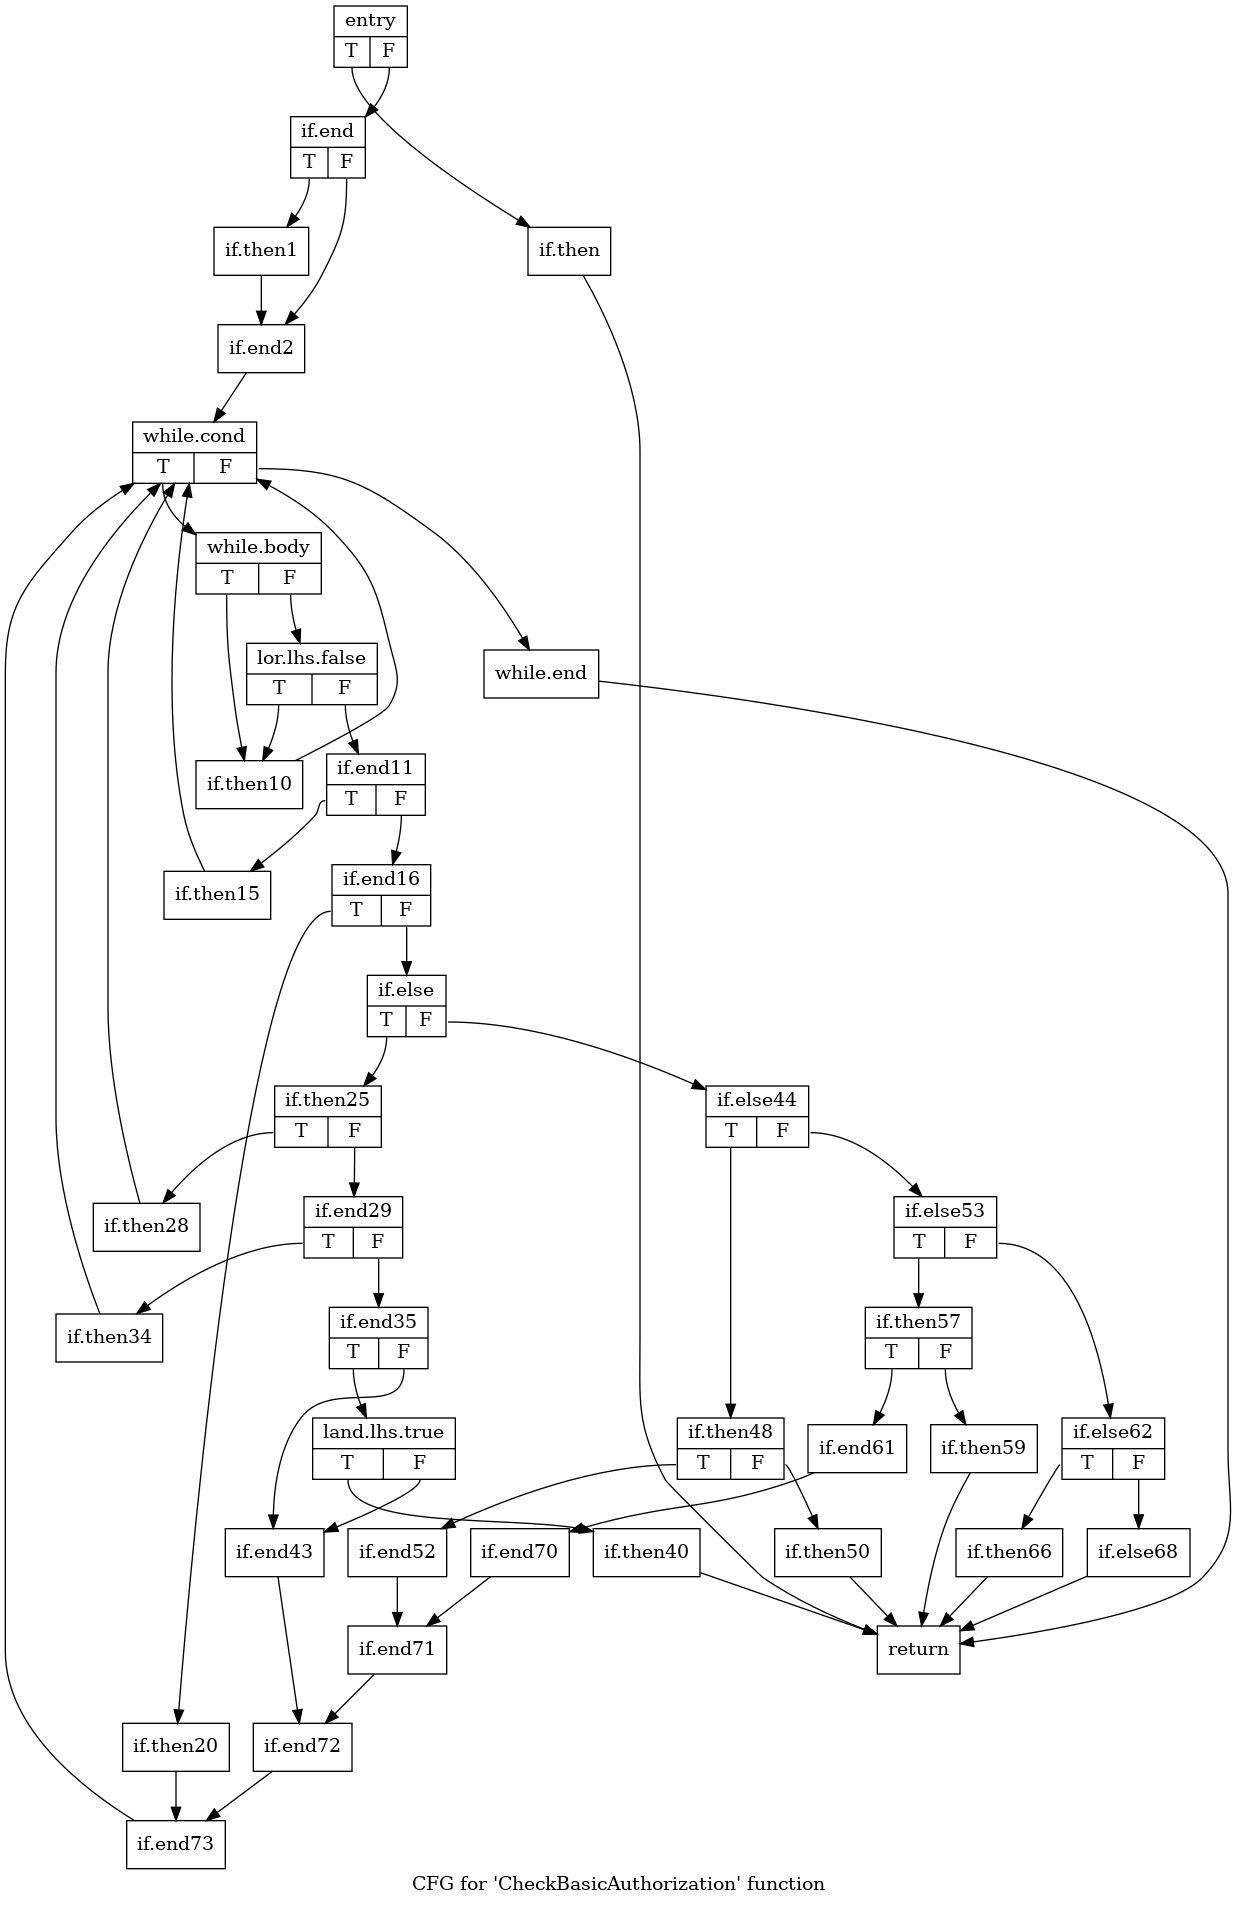 entry
T F
if.end
T F
if.then1
if.then
if.end2
while.cond
T F
while.body
T F
lor.lhs.false
T F
while.end
if.then10
if.end11
T F
if.then15
if.end16
T F
if.else
T F
if.then25
T F
if.else44
T F
if.then28
if.end29
T F
if.else53
T F
if.then34
if.end35
T F
if.then57
T F
land.lhs.true
T F
if.then48
T F
if.end61
if.then59
if.else62
T F
if.end43
if.end52
if.end70
if.then40
if.then50
if.then66
if.else68
if.end71
return
if.then20
if.end72
if.end73
CFG for 'CheckBasicAuthorization' function